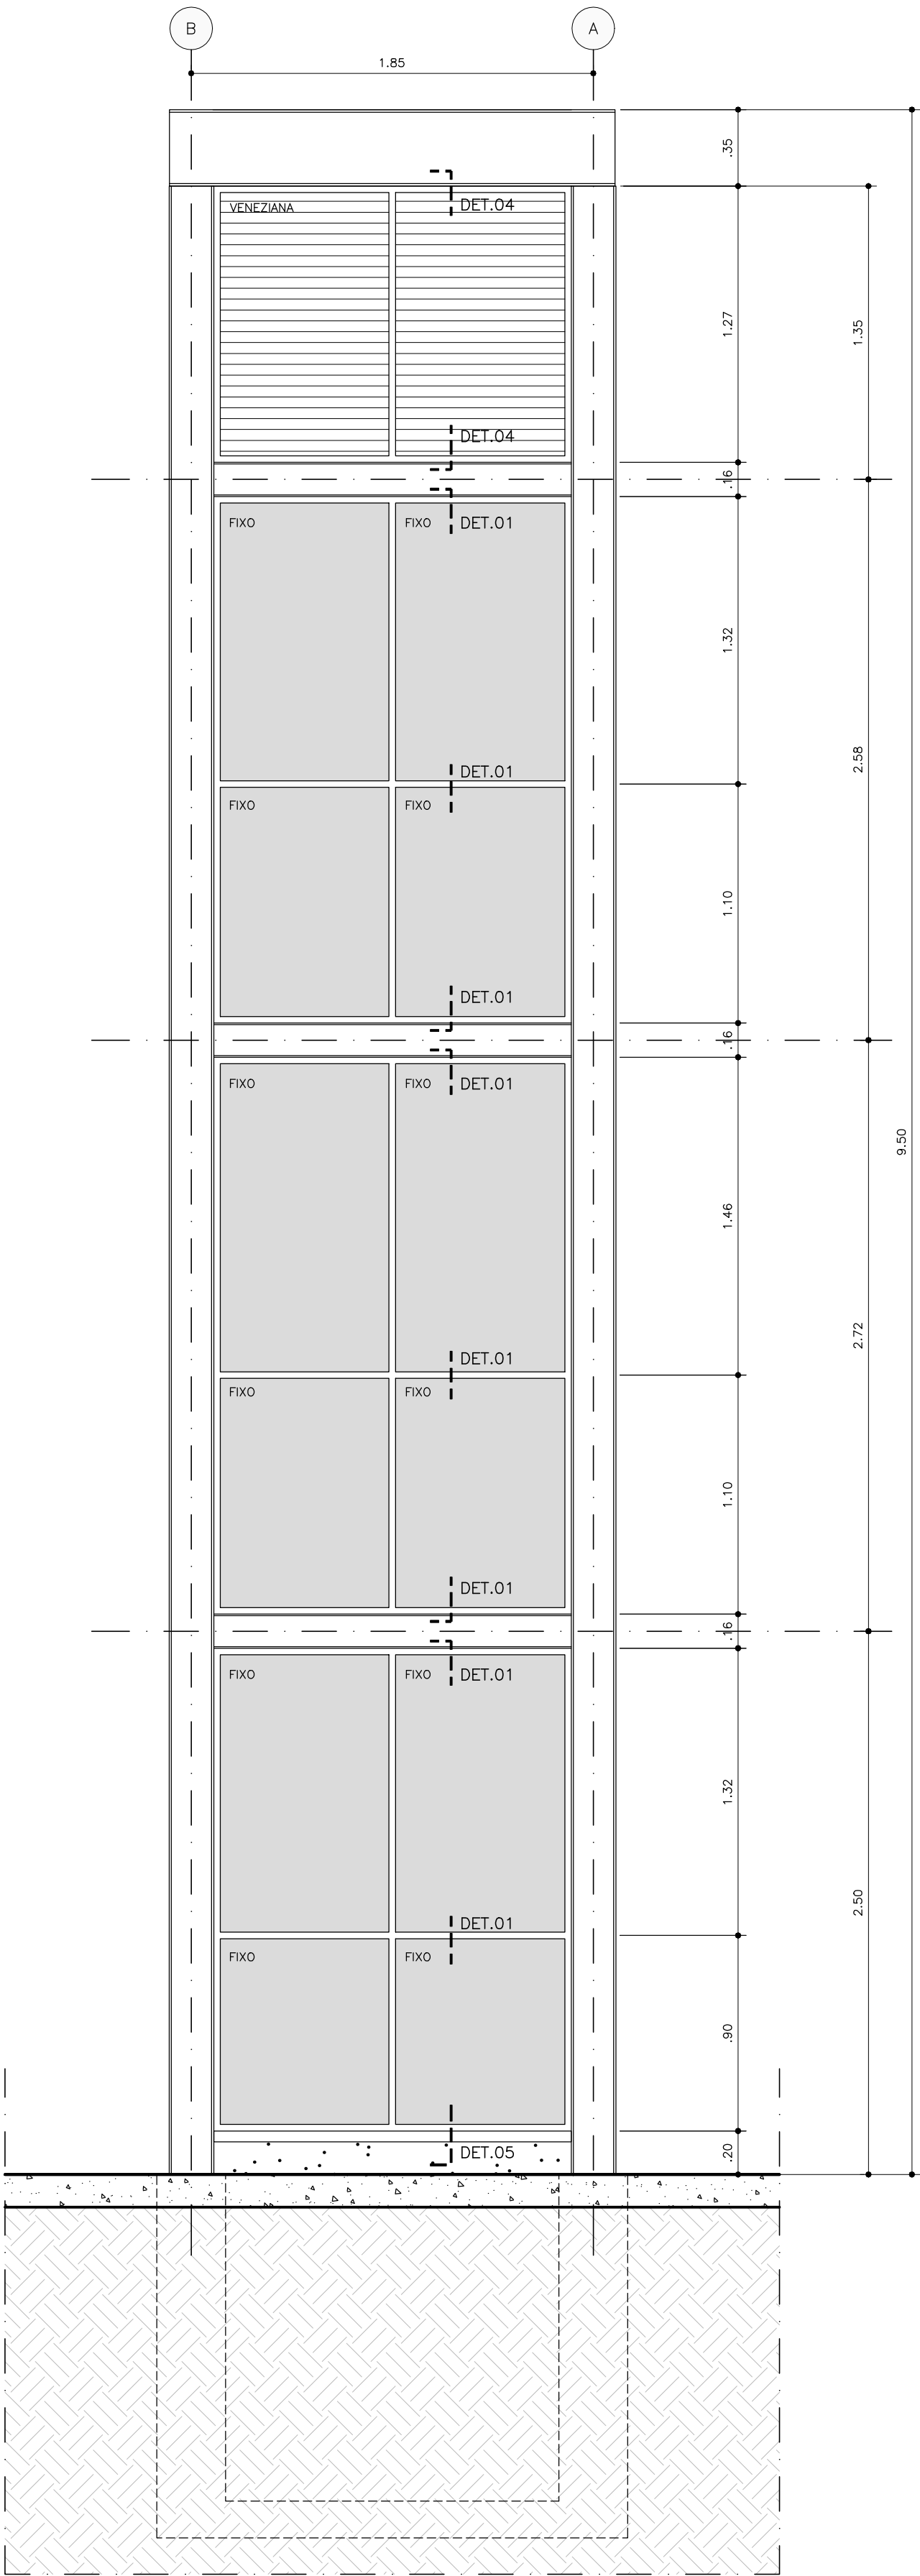 B
A
1.85
.35
VENEZIANA
DET.04
1.27
1.35
DET.04
.16
FIXO
FIXO
DET.01
1.32
2.58
DET.01
FIXO
FIXO
1.10
DET.01
.16
FIXO
FIXO
DET.01
9.50
1.46
2.72
DET.01
FIXO
FIXO
1.10
DET.01
.16
FIXO
FIXO
DET.01
1.32
2.50
DET.01
FIXO
FIXO
.90
DET.05
.20